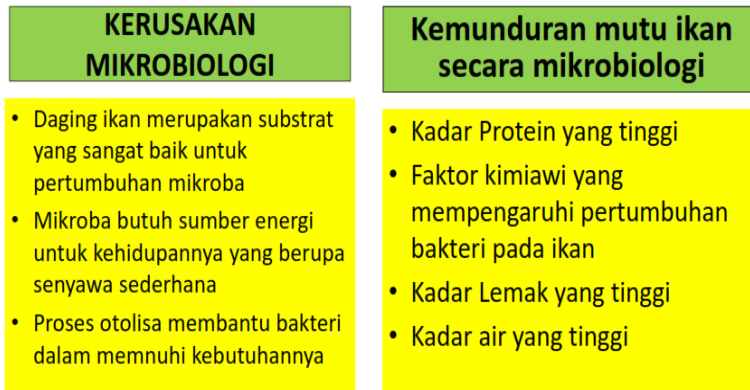 KERUSAKAN
MIKROBIOLOGI
• Daging ikan merupakan substrat
yang sangat baik untuk
pertumbuhan mikroba
• Mikroba butuh sumber energi
untuk kehidupannya yang berupa
senyawa sederhana
• Proses otolisa membantu bakteri
dalam memnuhi kebutuhannya
Kemunduran mutu ikan
secara mikrobiologi
• Kadar Protein yang tinggi
• Faktor kimiawi yang
mempengaruhi pertumbuhan
bakteri pada ikan
• Kadar Lemak yang tinggi
• Kadar air yang tinggi